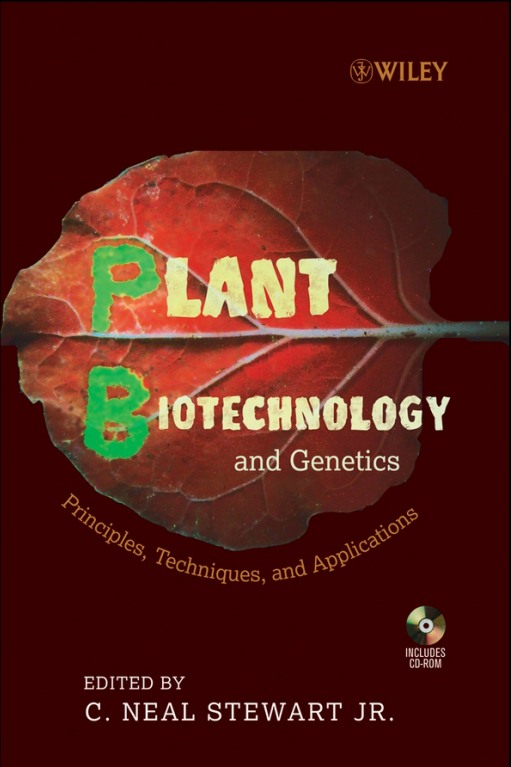 WILEY
PLANT
BIOTECHNOLOGY
and Genetics
Principles, Techniques, and Applications
INCLUDES
CD-ROM
EDITED BY
C. NEAL STEWART JR.